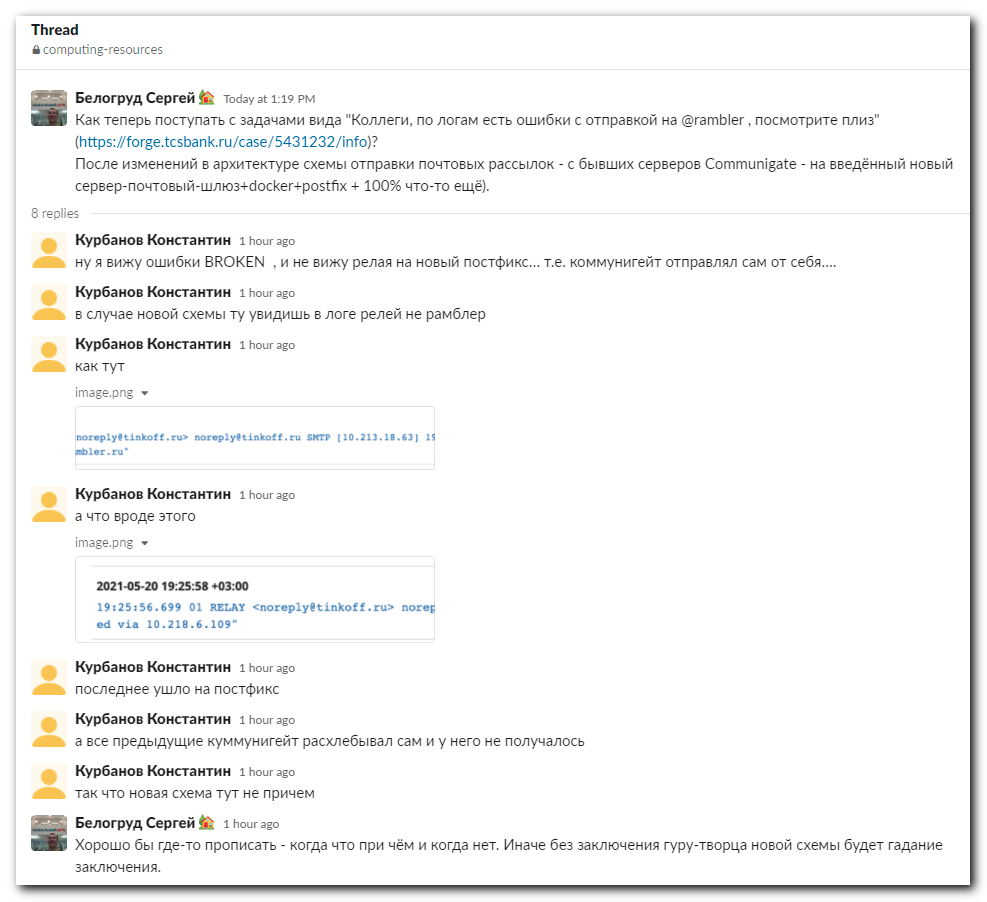 Thread
computing-resources
Белогруд Сергей Today at 1:19 PM
Как теперь поступать с задачами вида "Коллеги, по логам есть ошибки с отправкой на @rambler , посмотрите плиз"
(https://forge.tcsbank.ru/case/5431232/info)?
После изменений в архитектуре схемы отправки почтовых рассылок - с бывших серверов Communigate - на введённый новый
сервер-почтовый-шлюз+docker+postfix + 100% что-то ещё).
8 replies
Курбанов Константин 1 hour ago
ну я вижу ошибки BROKEN , и не вижу релая на новый постфикс... т.е. коммунигейт отправлял сам от себя....
Курбанов Константин 1 hour ago
в случае новой схемы ту увидишь в логе релей не рамблер
Курбанов Константин 1 hour ago
как тут
image.png
noreply@tinkoff.ru> noreply@tinkoff.ru SMTP [10.213.18.63] 19
mbler.ru"
Курбанов Константин 1 hour ago
а что вроде этого
image.png
2021-05-20 19:25:58 +03:00
19:25:56.699 01 RELAY <noreply@tinkoff.ru> norep
ed via 10.218.6.109"
Курбанов Константин 1 hour ago
последнее ушло на постфикс
Курбанов Константин 1 hour ago
а все предыдущие куммунигейт расхлебывал сам и у него не получалось
Курбанов Константин 1 hour ago
так что новая схема тут не причем
Белогруд Сергей 1 hour ago
Хорошо бы где-то прописать - когда что при чём и когда нет. Иначе без заключения гуру-творца новой схемы будет гадание
заключения.